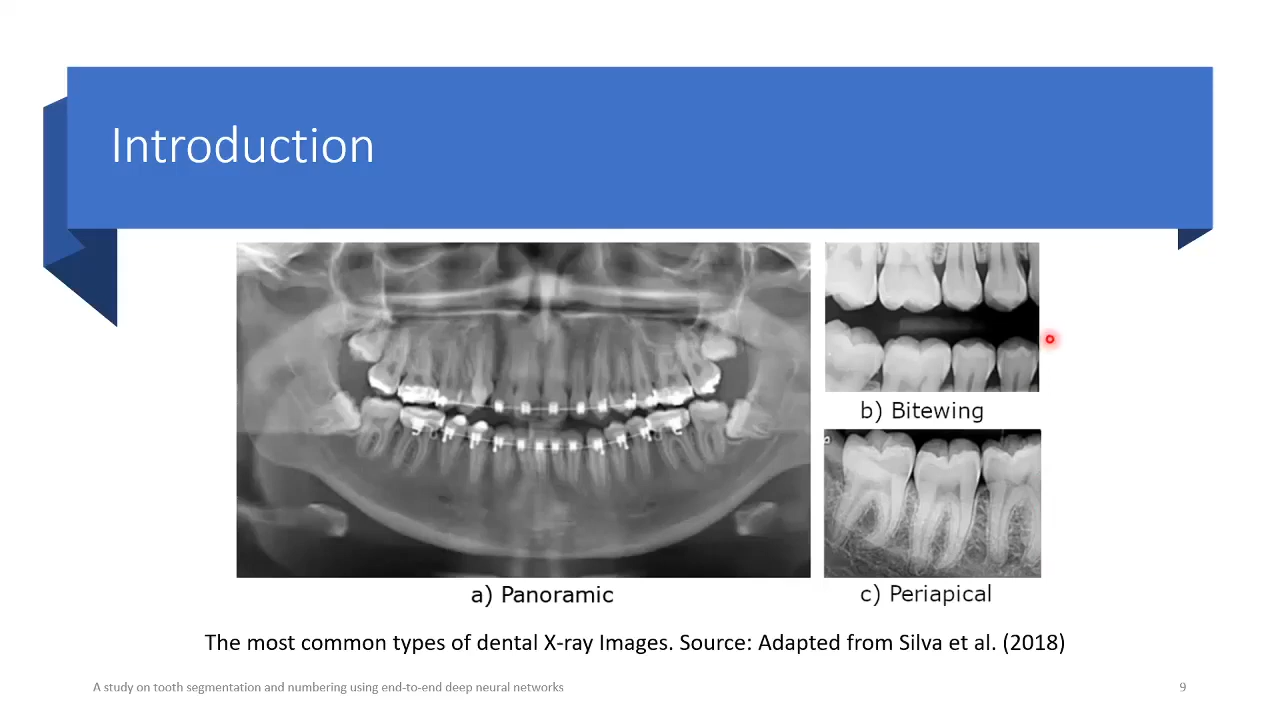 Introduction
b) Bitewing
a) Panoramic
c) Periapical
The most common types of dental X-ray Images. Source: Adapted from Silva et al. (2018)
A study on tooth segmentation and numbering using end-to-end deep neural networks
9